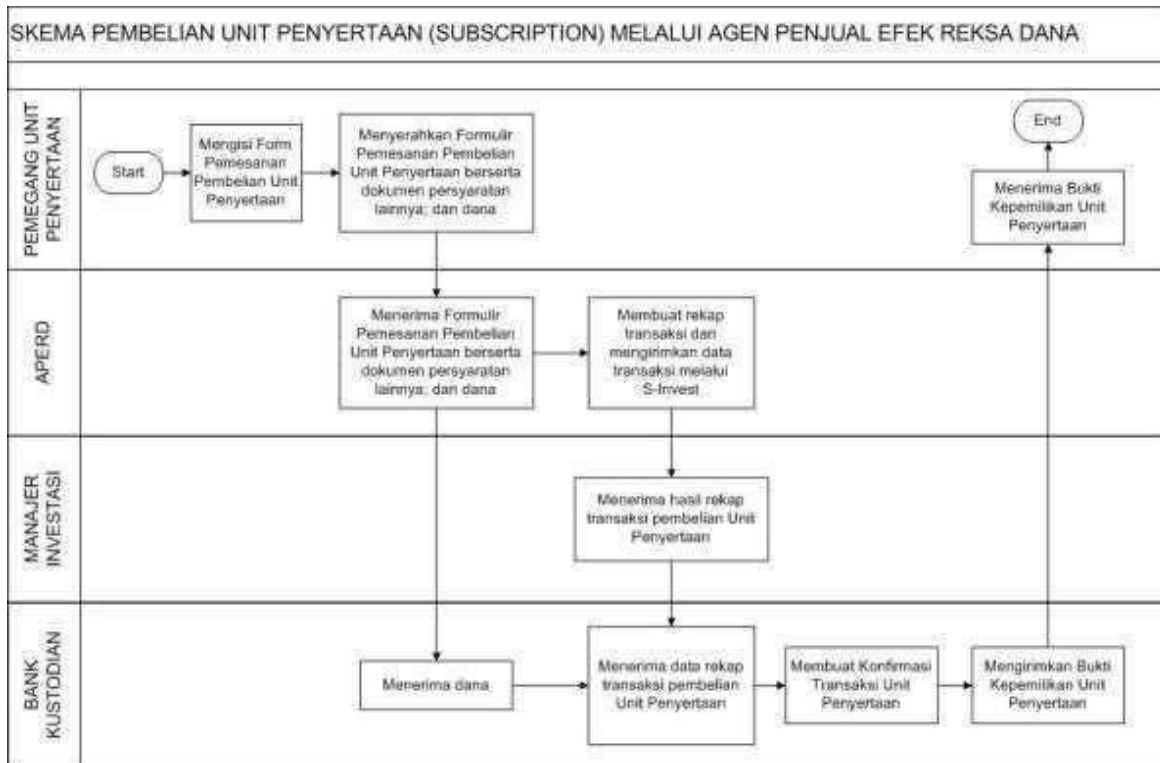 SKEMA PEMBELIAN UNIT PENYERTAAN (SUBSCRIPTION) MELALUI AGEN PENJUAL EFEK REKSA DANA
PEMEGANG UNIT
PENYERTAAN
Start
Mengisi Form
Pemesanan
Pembelian Unit
Penyertaan
Menyerahkan Formulir
Pemesanan Pembelian
Unit Penyertaan berserta
dokumen persyaratan
lainnya; dan dana
End
Menerima Bukti
Kepemilikan Unit
Penyertaan
APERD
Menerima Formulir
Pemesanan Pembelian
Unit Penyertaan berserta
dokumen persyaratan
lainnya; dan dana
Membuat rekap
transaksi dan
mengirimkan data
transaksi melalui
S-Invest
MANAJER
INVESTASI
Menerima hasil rekap
transaksi pembelian Unit
Penyertaan
BANK
KUSTODIAN
Menerima dana
Menerima data rekap
transaksi pembelian
Unit Penyertaan
Membuat Konfirmasi
Transaksi Unit
Penyertaan
Mengirimkan Bukti
Kepemilikan Unit
Penyertaan